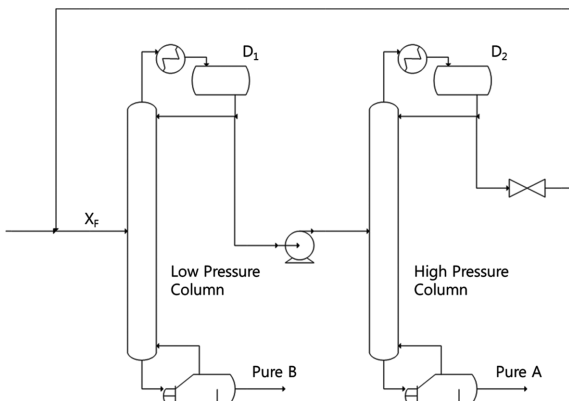 D1
D2
XF
Low Pressure
Column
High Pressure
Column
Pure B
Pure A